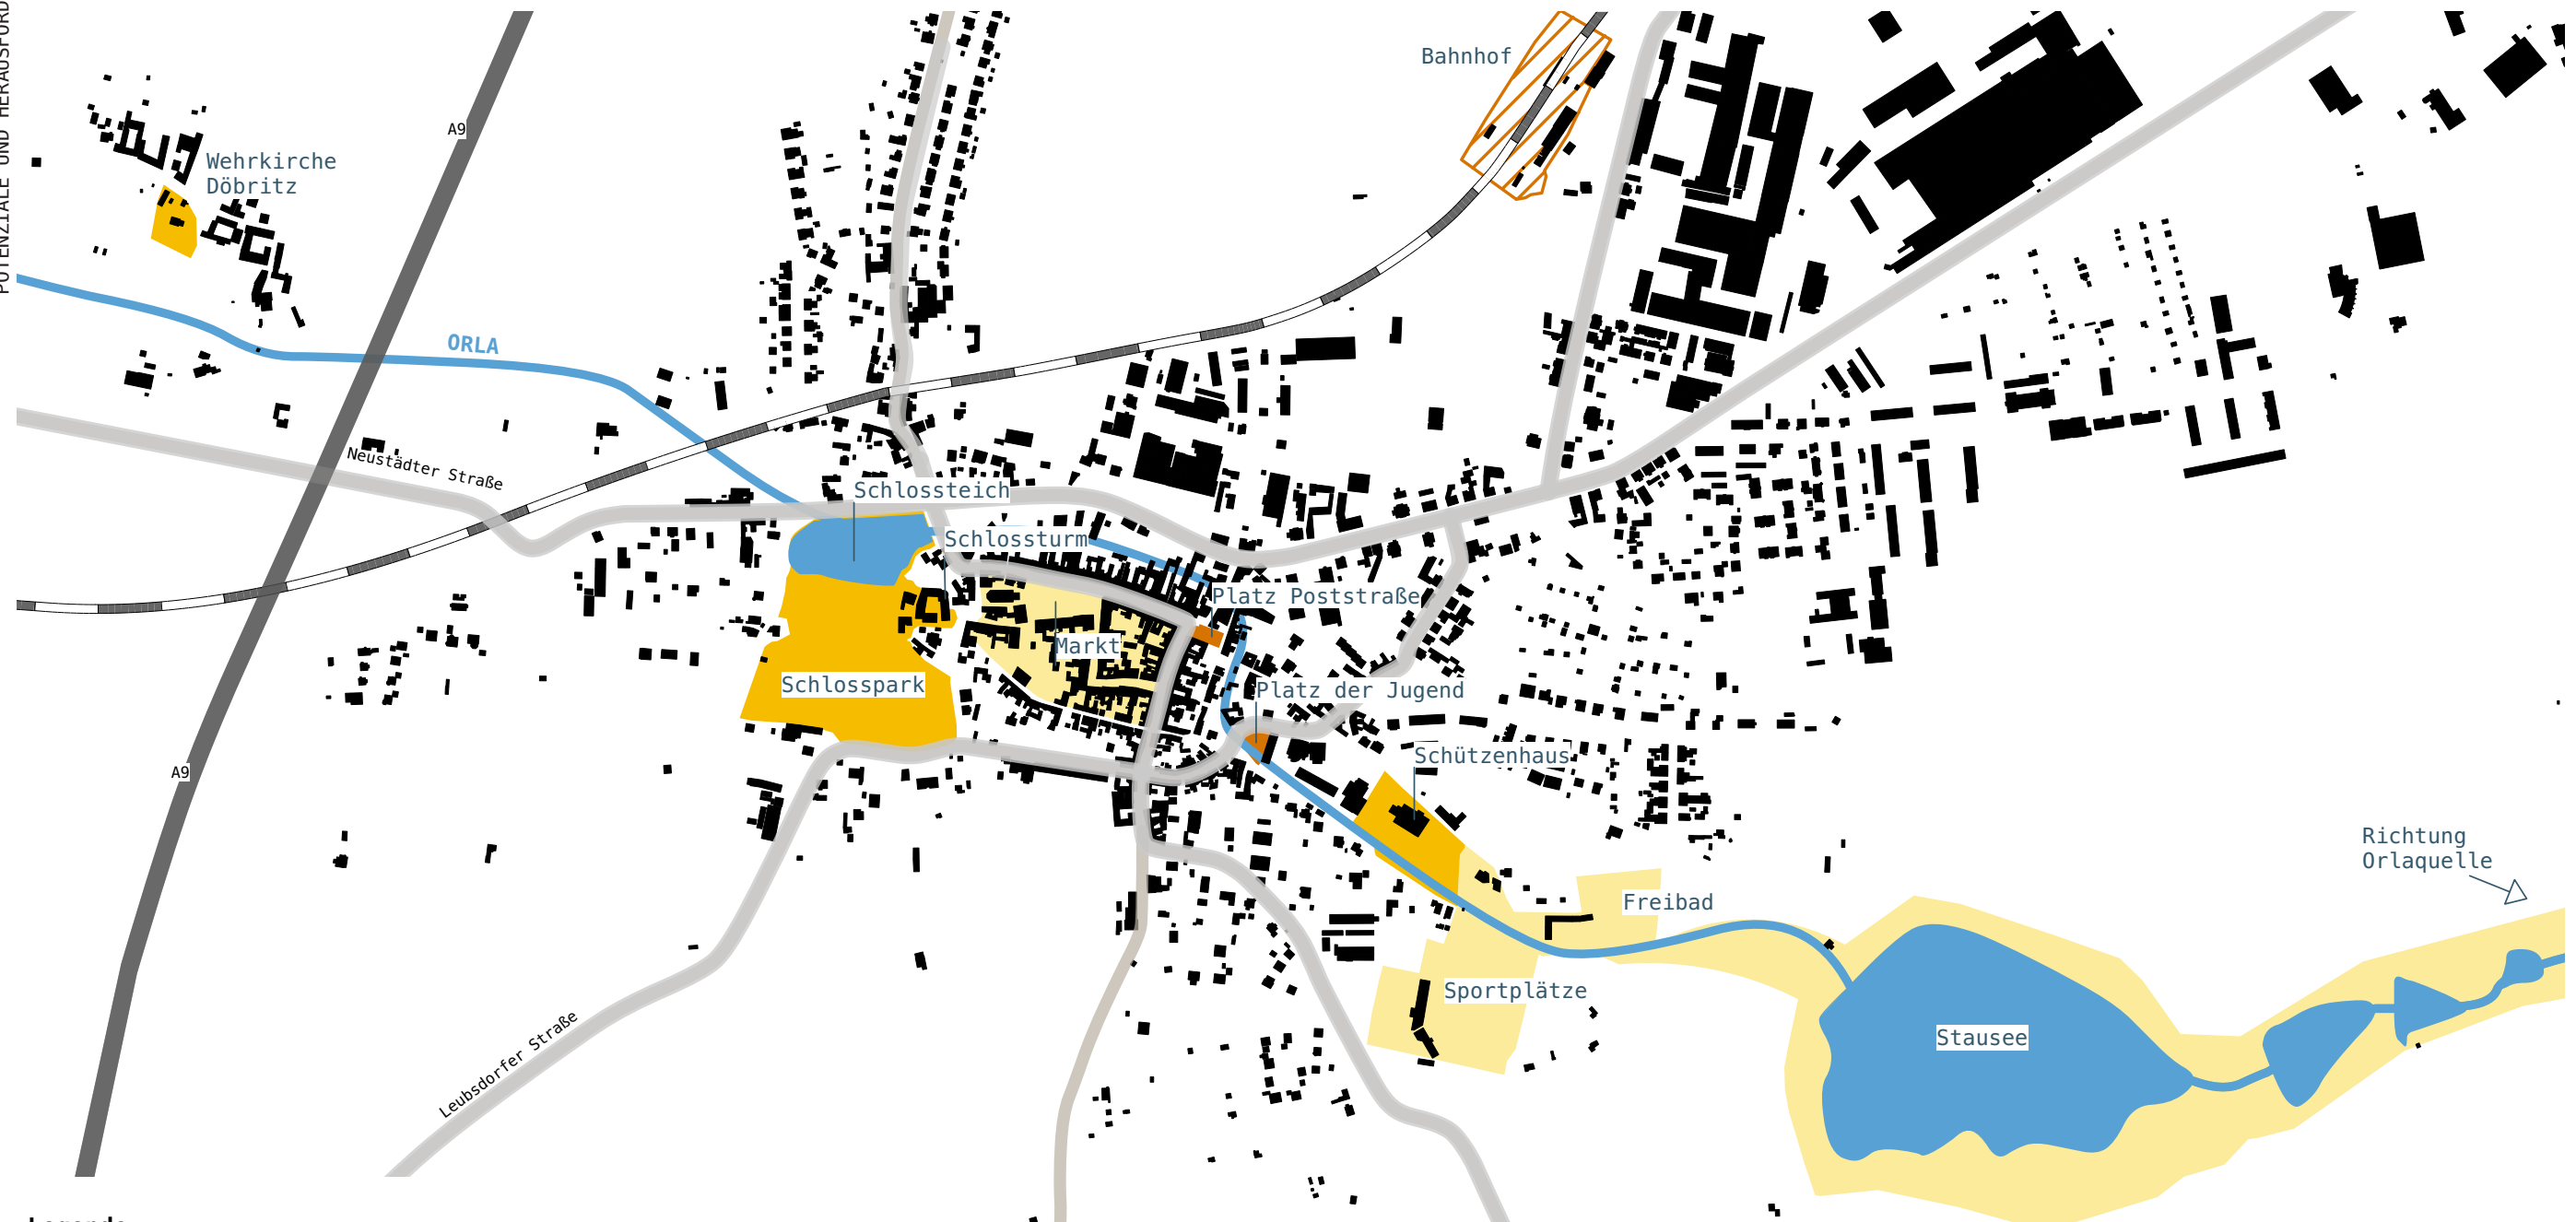 POTENZIALE UND HERAUSFORD
Bahnhof
A9
Wehrkirche
Döbritz
ORLA
Neustädter Straße
Schlossteich
Schlossturm
Platz Poststraße
Markt
Schlosspark
Platz der Jugend
Schützenhaus
A9
Richtung
Orlaquelle
Freibad
Sportplätze
Stausee
Leubsdorfer Straße